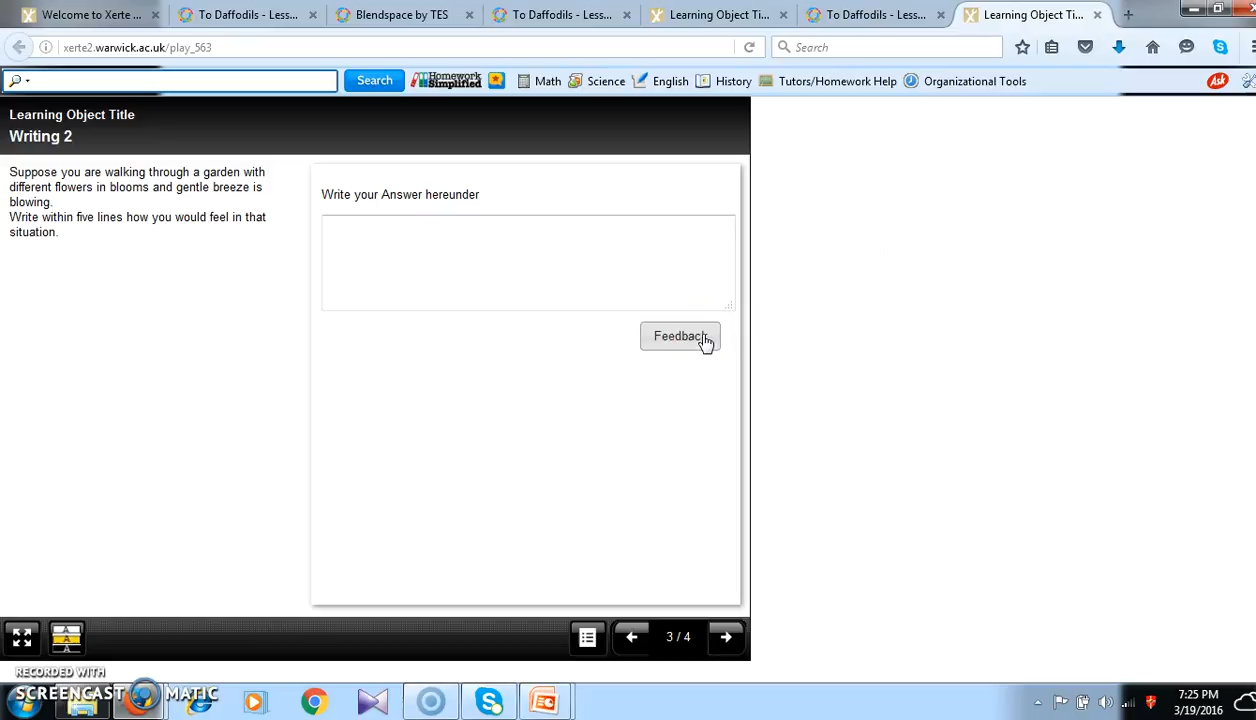 Welcome to Xerte ...
To Daffodils - Less...
Blendspace by TES
To Daffodils - Less...
Learning Object Ti...
To Daffodils - Less...
Learning Object Ti...
xerte2.warwick.ac.uk/play_563
Search
Search
Homework Simplified
Math
Science
English
History
Tutors/Homework Help
Organizational Tools
Ask
Learning Object Title
Writing 2
Suppose you are walking through a garden with
different flowers in blooms and gentle breeze is
blowing.
Write within five lines how you would feel in that
situation.
Write your Answer hereunder
Feedback
3 / 4
RECORDED WITH
SCREENCAST MATIC
7:25 PM
3/19/2016